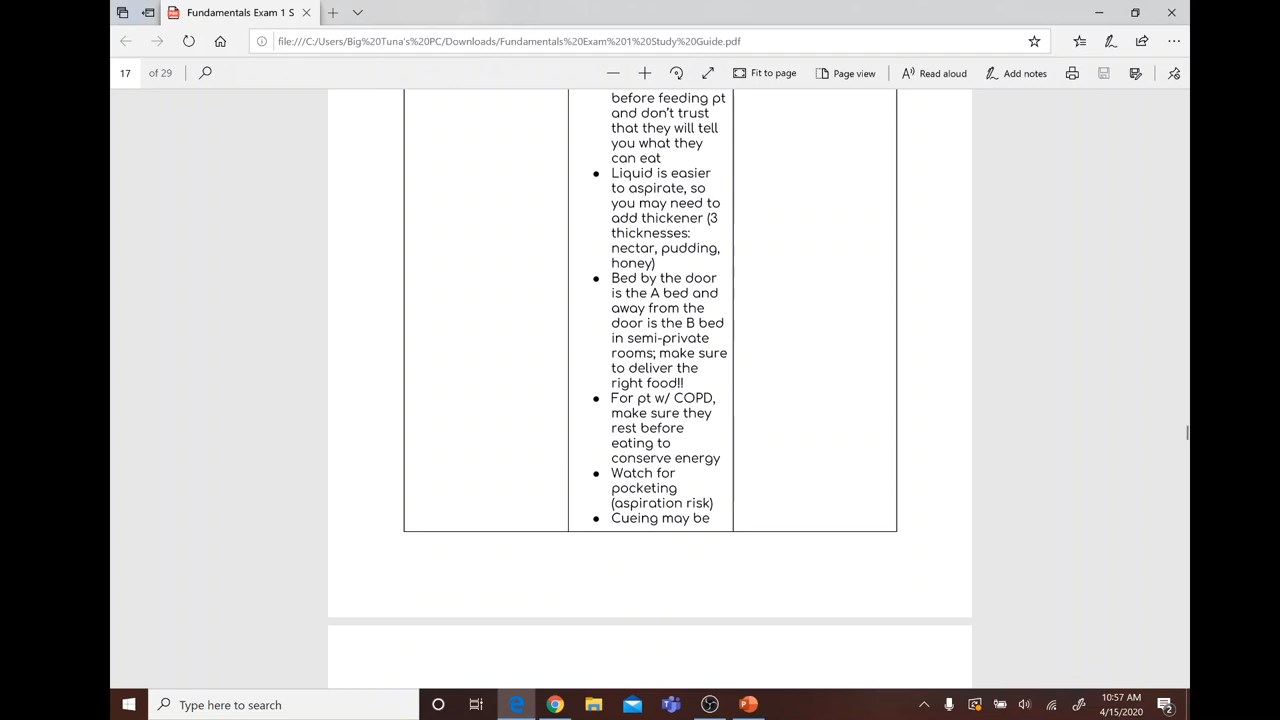 Fundamentals Exam 1 S
file:///C:/Users/Big%20Tuna's%20PC/Downloads/Fundamentals%20Exam%201%20Study%20Guide.pdf
17 of 29
Fit to page
Page view
Read aloud
Add notes
before feeding pt
and don't trust
that they will tell
you what they
can eat
● Liquid is easier
to aspirate, so
you may need to
add thickener (3
thicknesses:
nectar, pudding,
honey)
● Bed by the door
is the A bed and
away from the
door is the B bed
in semi-private
rooms; make sure
to deliver the
right food!!
● For pt w/ COPD,
make sure they
rest before
eating to
conserve energy
● Watch for
pocketing
(aspiration risk)
● Cueing may be
Type here to search
10:57 AM
4/15/2020
2